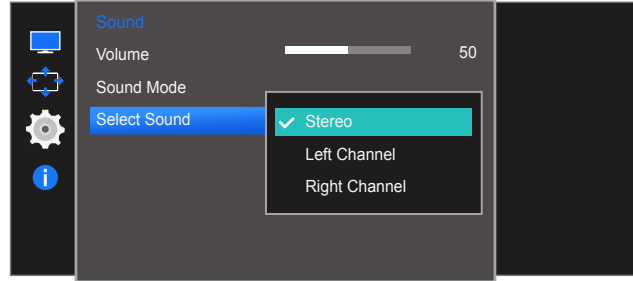 Sound
Volume 50
Sound Mode
Select Sound
Stereo
Left Channel
Right Channel